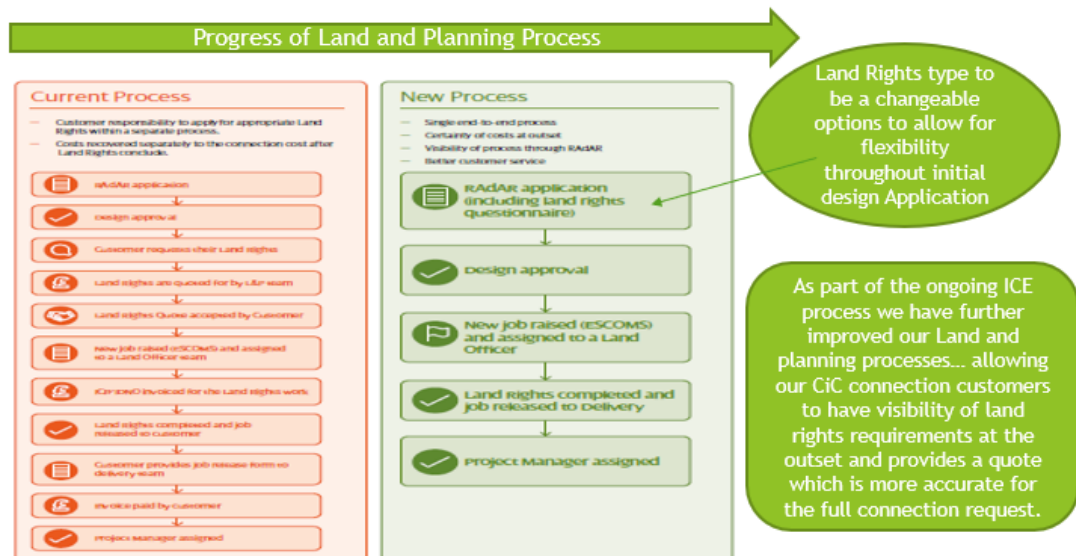 Progress of Land and Planning Process
Current Process
— Customer responsibility to apply for appropriate Land
Rights within a separate process.
— Costs recovered separately to the connection cost after
Land Rights conclude.
RAdAR application
Design approval
Customer requests their Land Rights
Land Rights are quoted for by L&P team
Land Rights Quote accepted by Customer
New job raised (ESCOMS) and assigned
to a Land Officer team
ICP/IDNO invoiced for the Land Rights work
Land Rights completed and job
released to customer
Customer provides job release form to
delivery team
Invoice paid by Customer
Project Manager assigned
New Process
— Single end-to-end process
— Certainty of costs at outset
— Visibility of process through RAdAR
— Better customer service
RAdAR application
(including land rights
questionnaire)
Design approval
New job raised (ESCOMS)
and assigned to a Land
Officer
Land Rights completed and
job released to Delivery
Project Manager assigned
Land Rights type to
be a changeable
options to allow for
flexibility
throughout initial
design Application
As part of the ongoing ICE
process we have further
improved our Land and
planning processes... allowing
our CiC connection customers
to have visibility of land
rights requirements at the
outset and provides a quote
which is more accurate for
the full connection request.